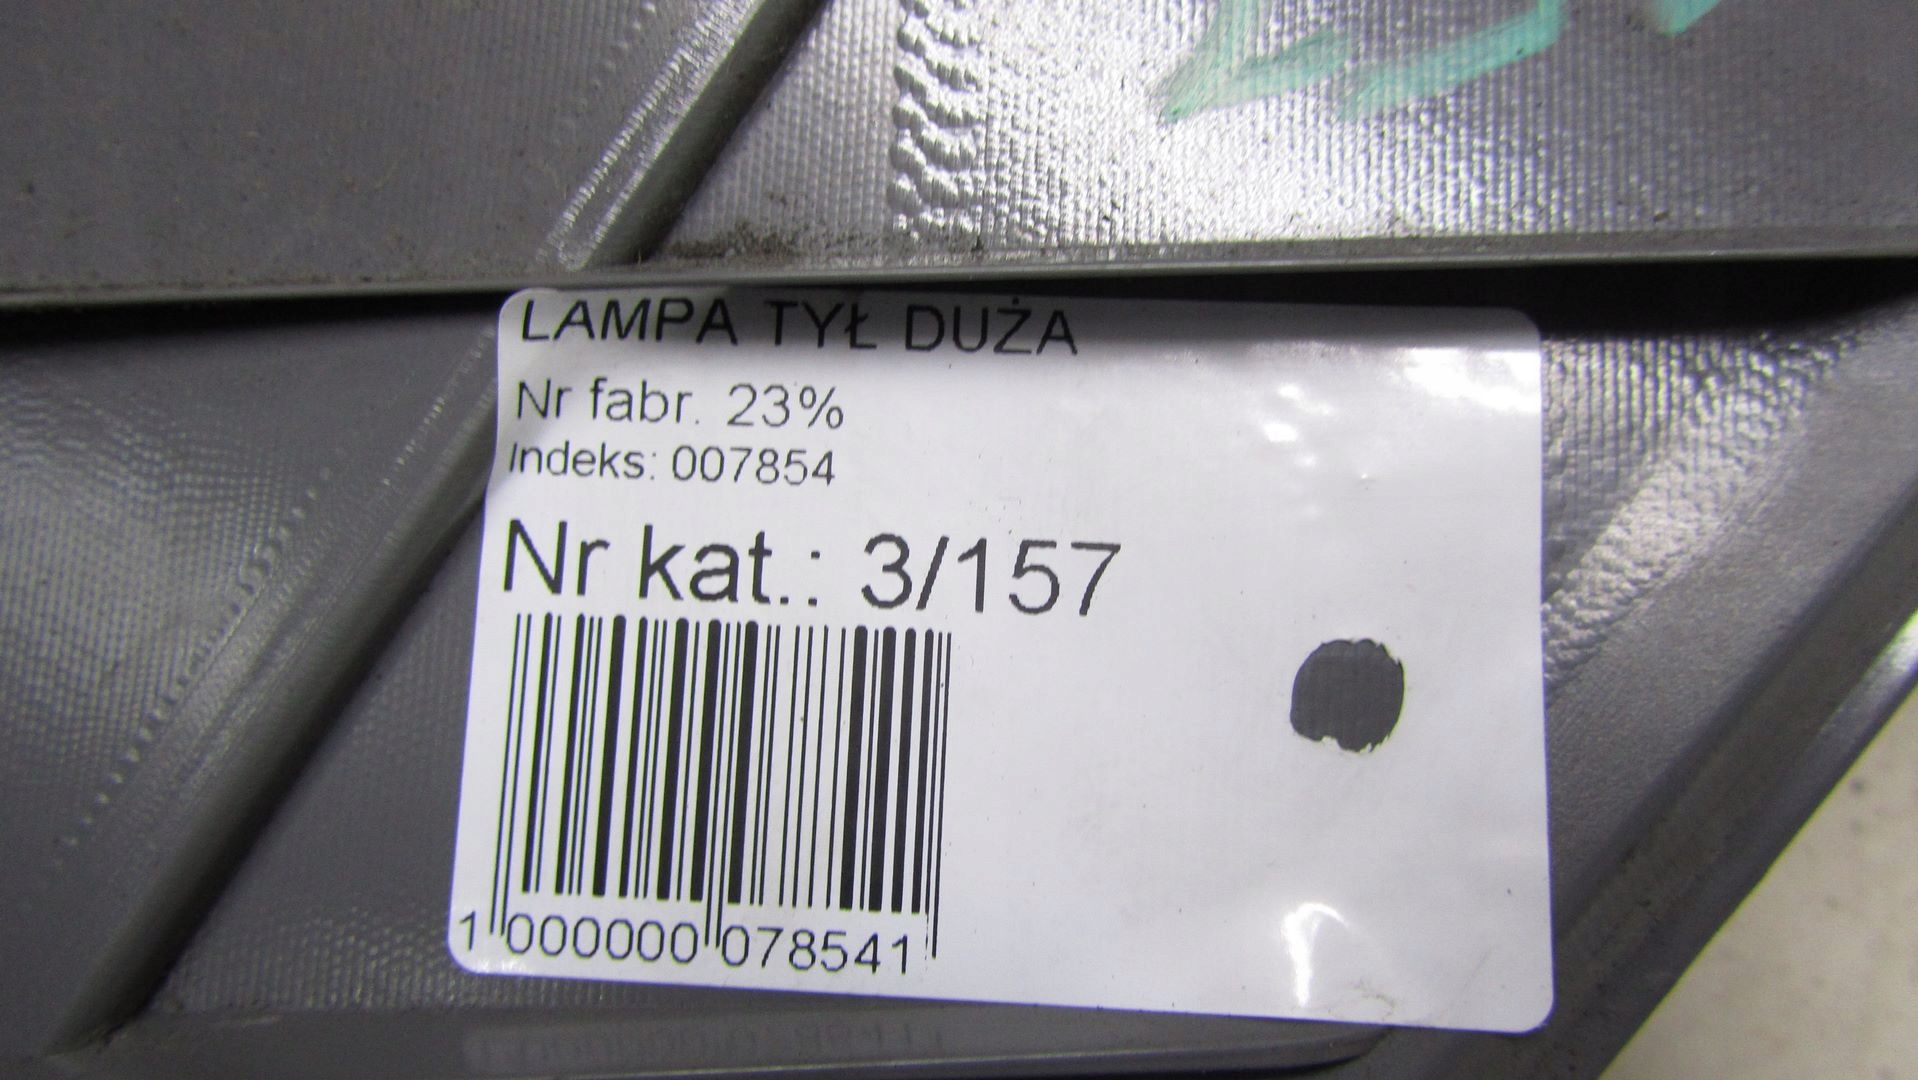 LAMPA TYŁ DUŻA
Nr fabr. 23%
Indeks: 007854
Nr kat.: 3/157
1 000000 078541